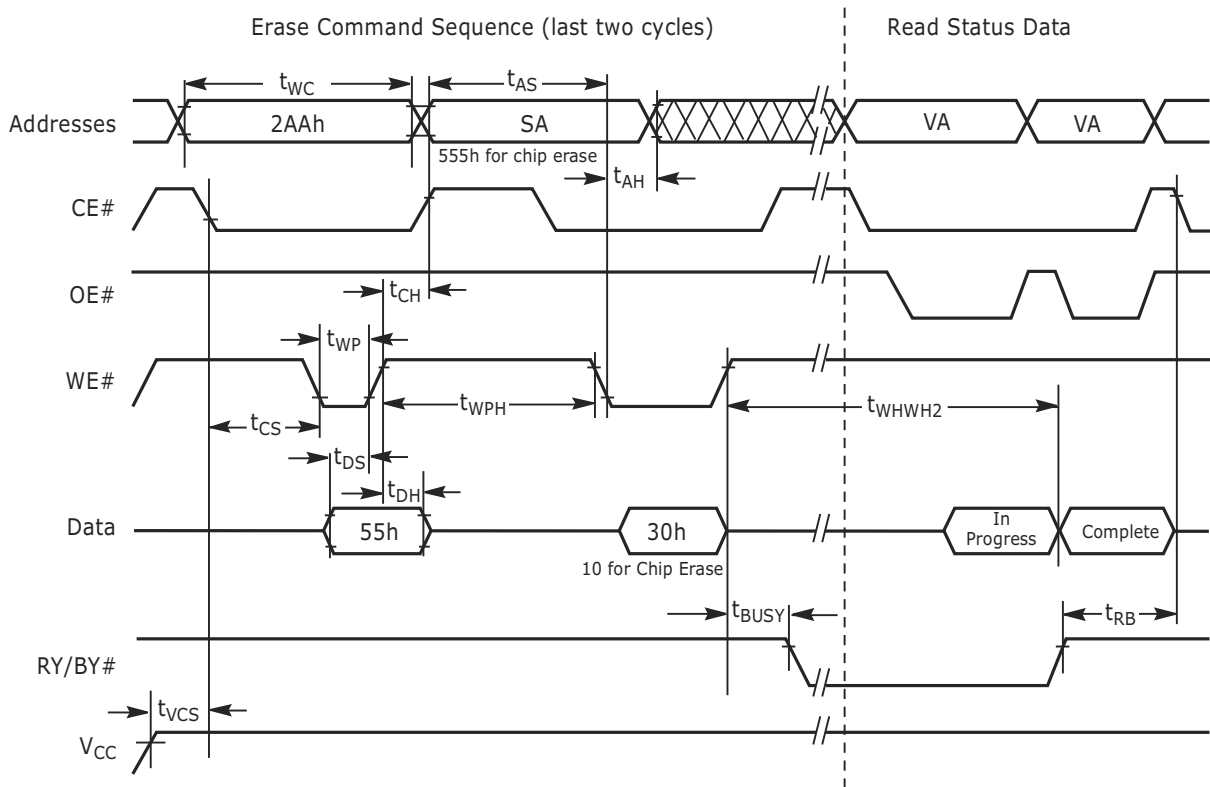 Erase Command Sequence (last two cycles)
Read Status Data
tWC
tAS
Addresses
2AAh
SA
VA
VA
555h for chip erase
tAH
CE#
OE#
tCH
tWP
WE#
tWPH
tWHWH2
tCS
tDS
tDH
Data
55h
30h
In
Progress
Complete
10 for Chip Erase
tBUSY
tRB
RY/BY#
tVCS
VCC